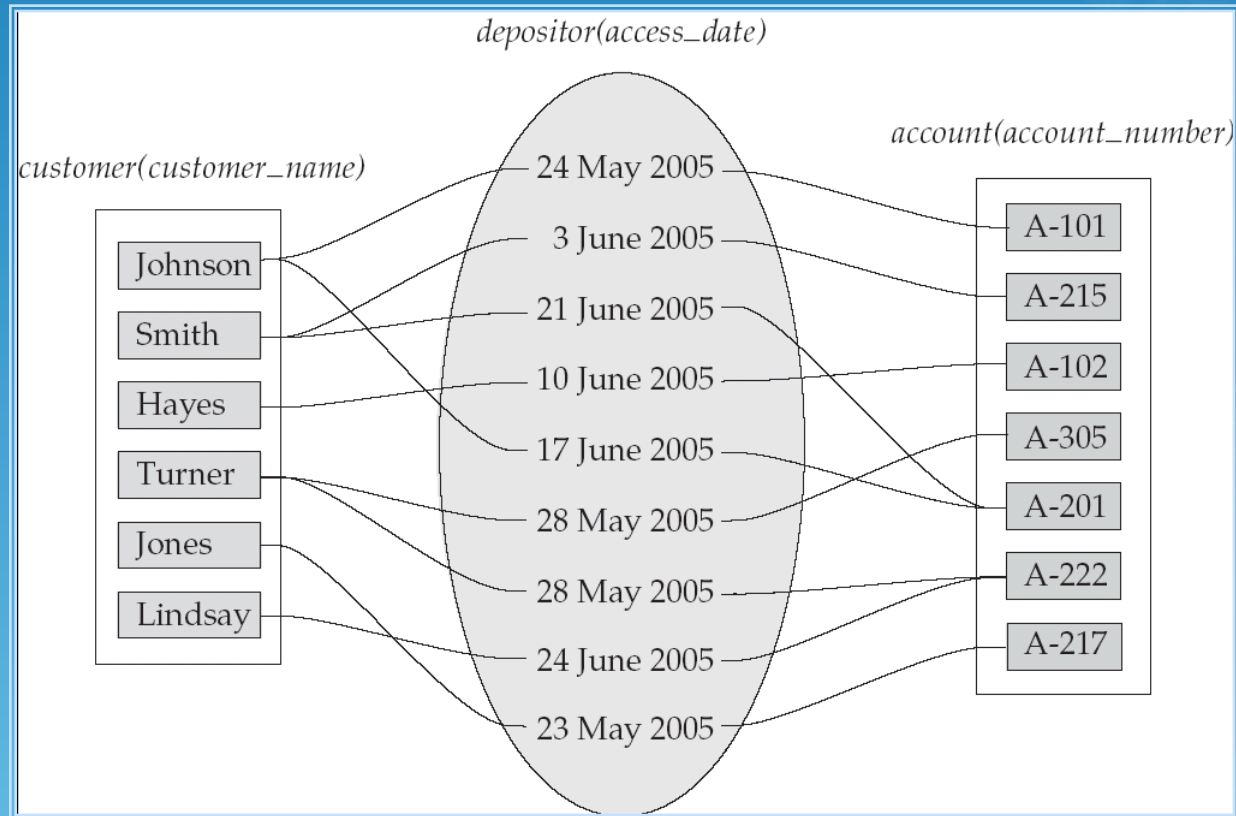 depositor(access_date)
account(account_number)
customer(customer_name)
24 May 2005
3 June 2005
21 June 2005
10 June 2005
17 June 2005
28 May 2005
28 May 2005
24 June 2005
23 May 2005
Johnson
Smith
Hayes
Turner
Jones
Lindsay
A-101
A-215
A-102
A-305
A-201
A-222
A-217